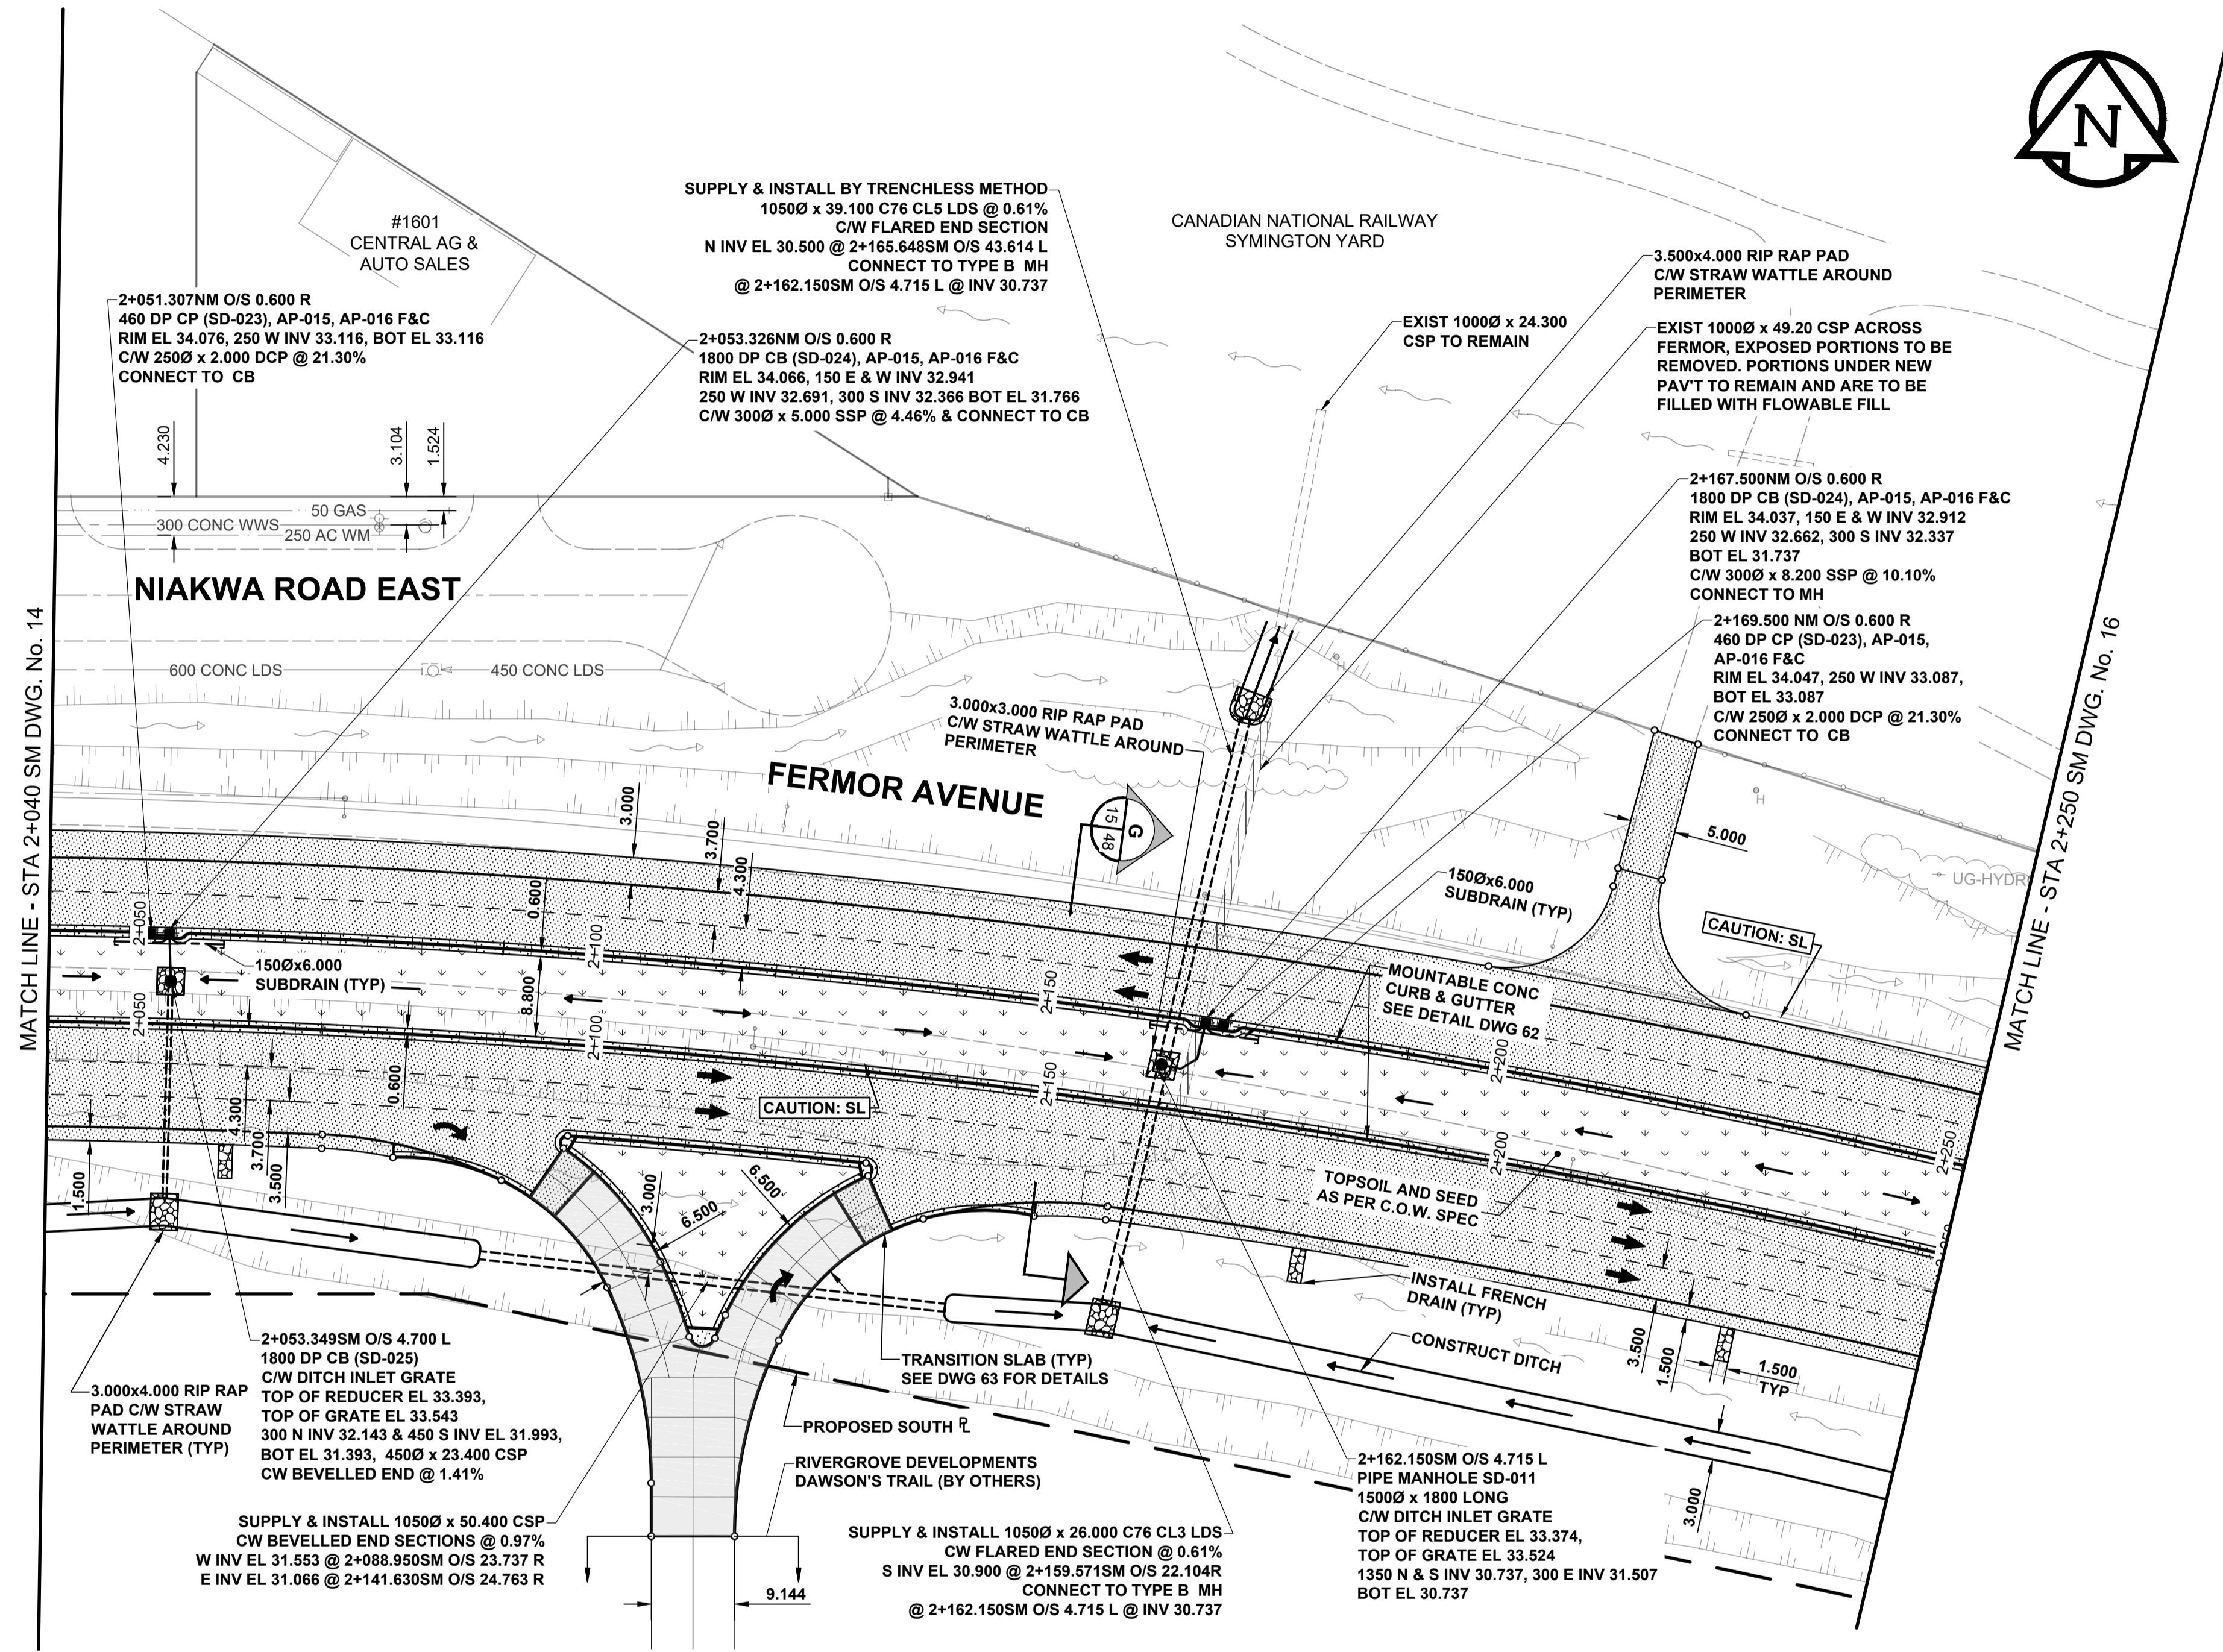 N
SUPPLY & INSTALL BY TRENCHLESS METHOD
1050Ø x 39.100 C76 CL5 LDS @ 0.61%
C/W FLARED END SECTION
N INV EL 30.500 @ 2+165.648SM O/S 43.614 L
CONNECT TO TYPE B MH
@ 2+162.150SM O/S 4.715 L @ INV 30.737
CANADIAN NATIONAL RAILWAY
SYMINGTON YARD
#1601
CENTRAL AG &
AUTO SALES
3.500x4.000 RIP RAP PAD
C/W STRAW WATTLE AROUND
PERIMETER
2+051.307NM O/S 0.600 R
460 DP CP (SD-023), AP-015, AP-016 F&C
RIM EL 34.076, 250 W INV 33.116, BOT EL 33.116
C/W 250Ø x 2.000 DCP @ 21.30%
CONNECT TO CB
2+053.326NM O/S 0.600 R
1800 DP CB (SD-024), AP-015, AP-016 F&C
RIM EL 34.066, 150 E & W INV 32.941
250 W INV 32.691, 300 S INV 32.366 BOT EL 31.766
C/W 300Ø x 5.000 SSP @ 4.46% & CONNECT TO CB
EXIST 1000Ø x 24.300
CSP TO REMAIN
EXIST 1000Ø x 49.20 CSP ACROSS
FERMOR, EXPOSED PORTIONS TO BE
REMOVED. PORTIONS UNDER NEW
PAV'T TO REMAIN AND ARE TO BE
FILLED WITH FLOWABLE FILL
4.230
3.104
1.524
50 GAS
300 CONC WWS
250 AC WM
2+167.500NM O/S 0.600 R
1800 DP CB (SD-024), AP-015, AP-016 F&C
RIM EL 34.037, 150 E & W INV 32.912
250 W INV 32.662, 300 S INV 32.337
BOT EL 31.737
C/W 300Ø x 8.200 SSP @ 10.10%
CONNECT TO MH
NIAKWA ROAD EAST
2+169.500 NM O/S 0.600 R
460 DP CP (SD-023), AP-015,
AP-016 F&C
RIM EL 34.047, 250 W INV 33.087,
BOT EL 33.087
C/W 250Ø x 2.000 DCP @ 21.30%
CONNECT TO CB
MATCH LINE - STA 2+040 SM DWG. No. 14
MATCH LINE - STA 2+250 SM DWG. No. 16
600 CONC LDS
450 CONC LDS
H
3.000x3.000 RIP RAP PAD
C/W STRAW WATTLE AROUND
PERIMETER
FERMOR AVENUE
H
3.000
3.700
4.300
G
15
48
5.000
UG-HYDR
150Øx6.000
SUBDRAIN (TYP)
CAUTION: SL
0.600
2+050
2+100
2+150
150Øx6.000
SUBDRAIN (TYP)
8.800
MOUNTABLE CONC
CURB & GUTTER
SEE DETAIL DWG 62
2+200
2+250
2+050
2+100
2+150
2+200
0.600
4.300
3.700
3.500
1.500
CAUTION: SL
3.000
6.500
6.500
TOPSOIL AND SEED
AS PER C.O.W. SPEC
INSTALL FRENCH
DRAIN (TYP)
CONSTRUCT DITCH
3.500
1.500
1.500
TYP
3.000
2+053.349SM O/S 4.700 L
1800 DP CB (SD-025)
C/W DITCH INLET GRATE
TOP OF REDUCER EL 33.393,
TOP OF GRATE EL 33.543
300 N INV 32.143 & 450 S INV EL 31.993,
BOT EL 31.393, 450Ø x 23.400 CSP
CW BEVELLED END @ 1.41%
3.000x4.000 RIP RAP
PAD C/W STRAW
WATTLE AROUND
PERIMETER (TYP)
TRANSITION SLAB (TYP)
SEE DWG 63 FOR DETAILS
PROPOSED SOUTH ⅊
RIVERGROVE DEVELOPMENTS
DAWSON'S TRAIL (BY OTHERS)
SUPPLY & INSTALL 1050Ø x 50.400 CSP
CW BEVELLED END SECTIONS @ 0.97%
W INV EL 31.553 @ 2+088.950SM O/S 23.737 R
E INV EL 31.066 @ 2+141.630SM O/S 24.763 R
9.144
SUPPLY & INSTALL 1050Ø x 26.000 C76 CL3 LDS
CW FLARED END SECTION @ 0.61%
S INV EL 30.900 @ 2+159.571SM O/S 22.104R
CONNECT TO TYPE B MH
@ 2+162.150SM O/S 4.715 L @ INV 30.737
2+162.150SM O/S 4.715 L
PIPE MANHOLE SD-011
1500Ø x 1800 LONG
C/W DITCH INLET GRATE
TOP OF REDUCER EL 33.374,
TOP OF GRATE EL 33.524
1350 N & S INV 30.737, 300 E INV 31.507
BOT EL 30.737